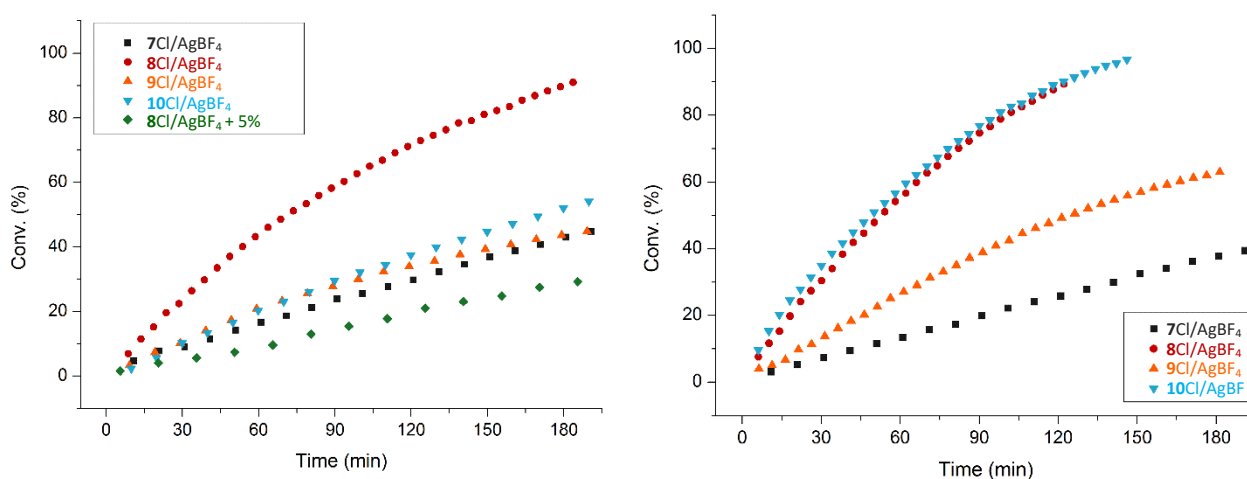 7Cl/AgBF₄
8Cl/AgBF₄
9Cl/AgBF₄
10Cl/AgBF₄
8Cl/AgBF₄ + 5%
100
80
60
40
20
0
Conv. (%)
0 30 60 90 120 150 180
Time (min)
100
80
60
40
20
0
Conv. (%)
7Cl/AgBF₄
8Cl/AgBF₄
9Cl/AgBF₄
10Cl/AgBF
0 30 60 90 120 150 180
Time (min)